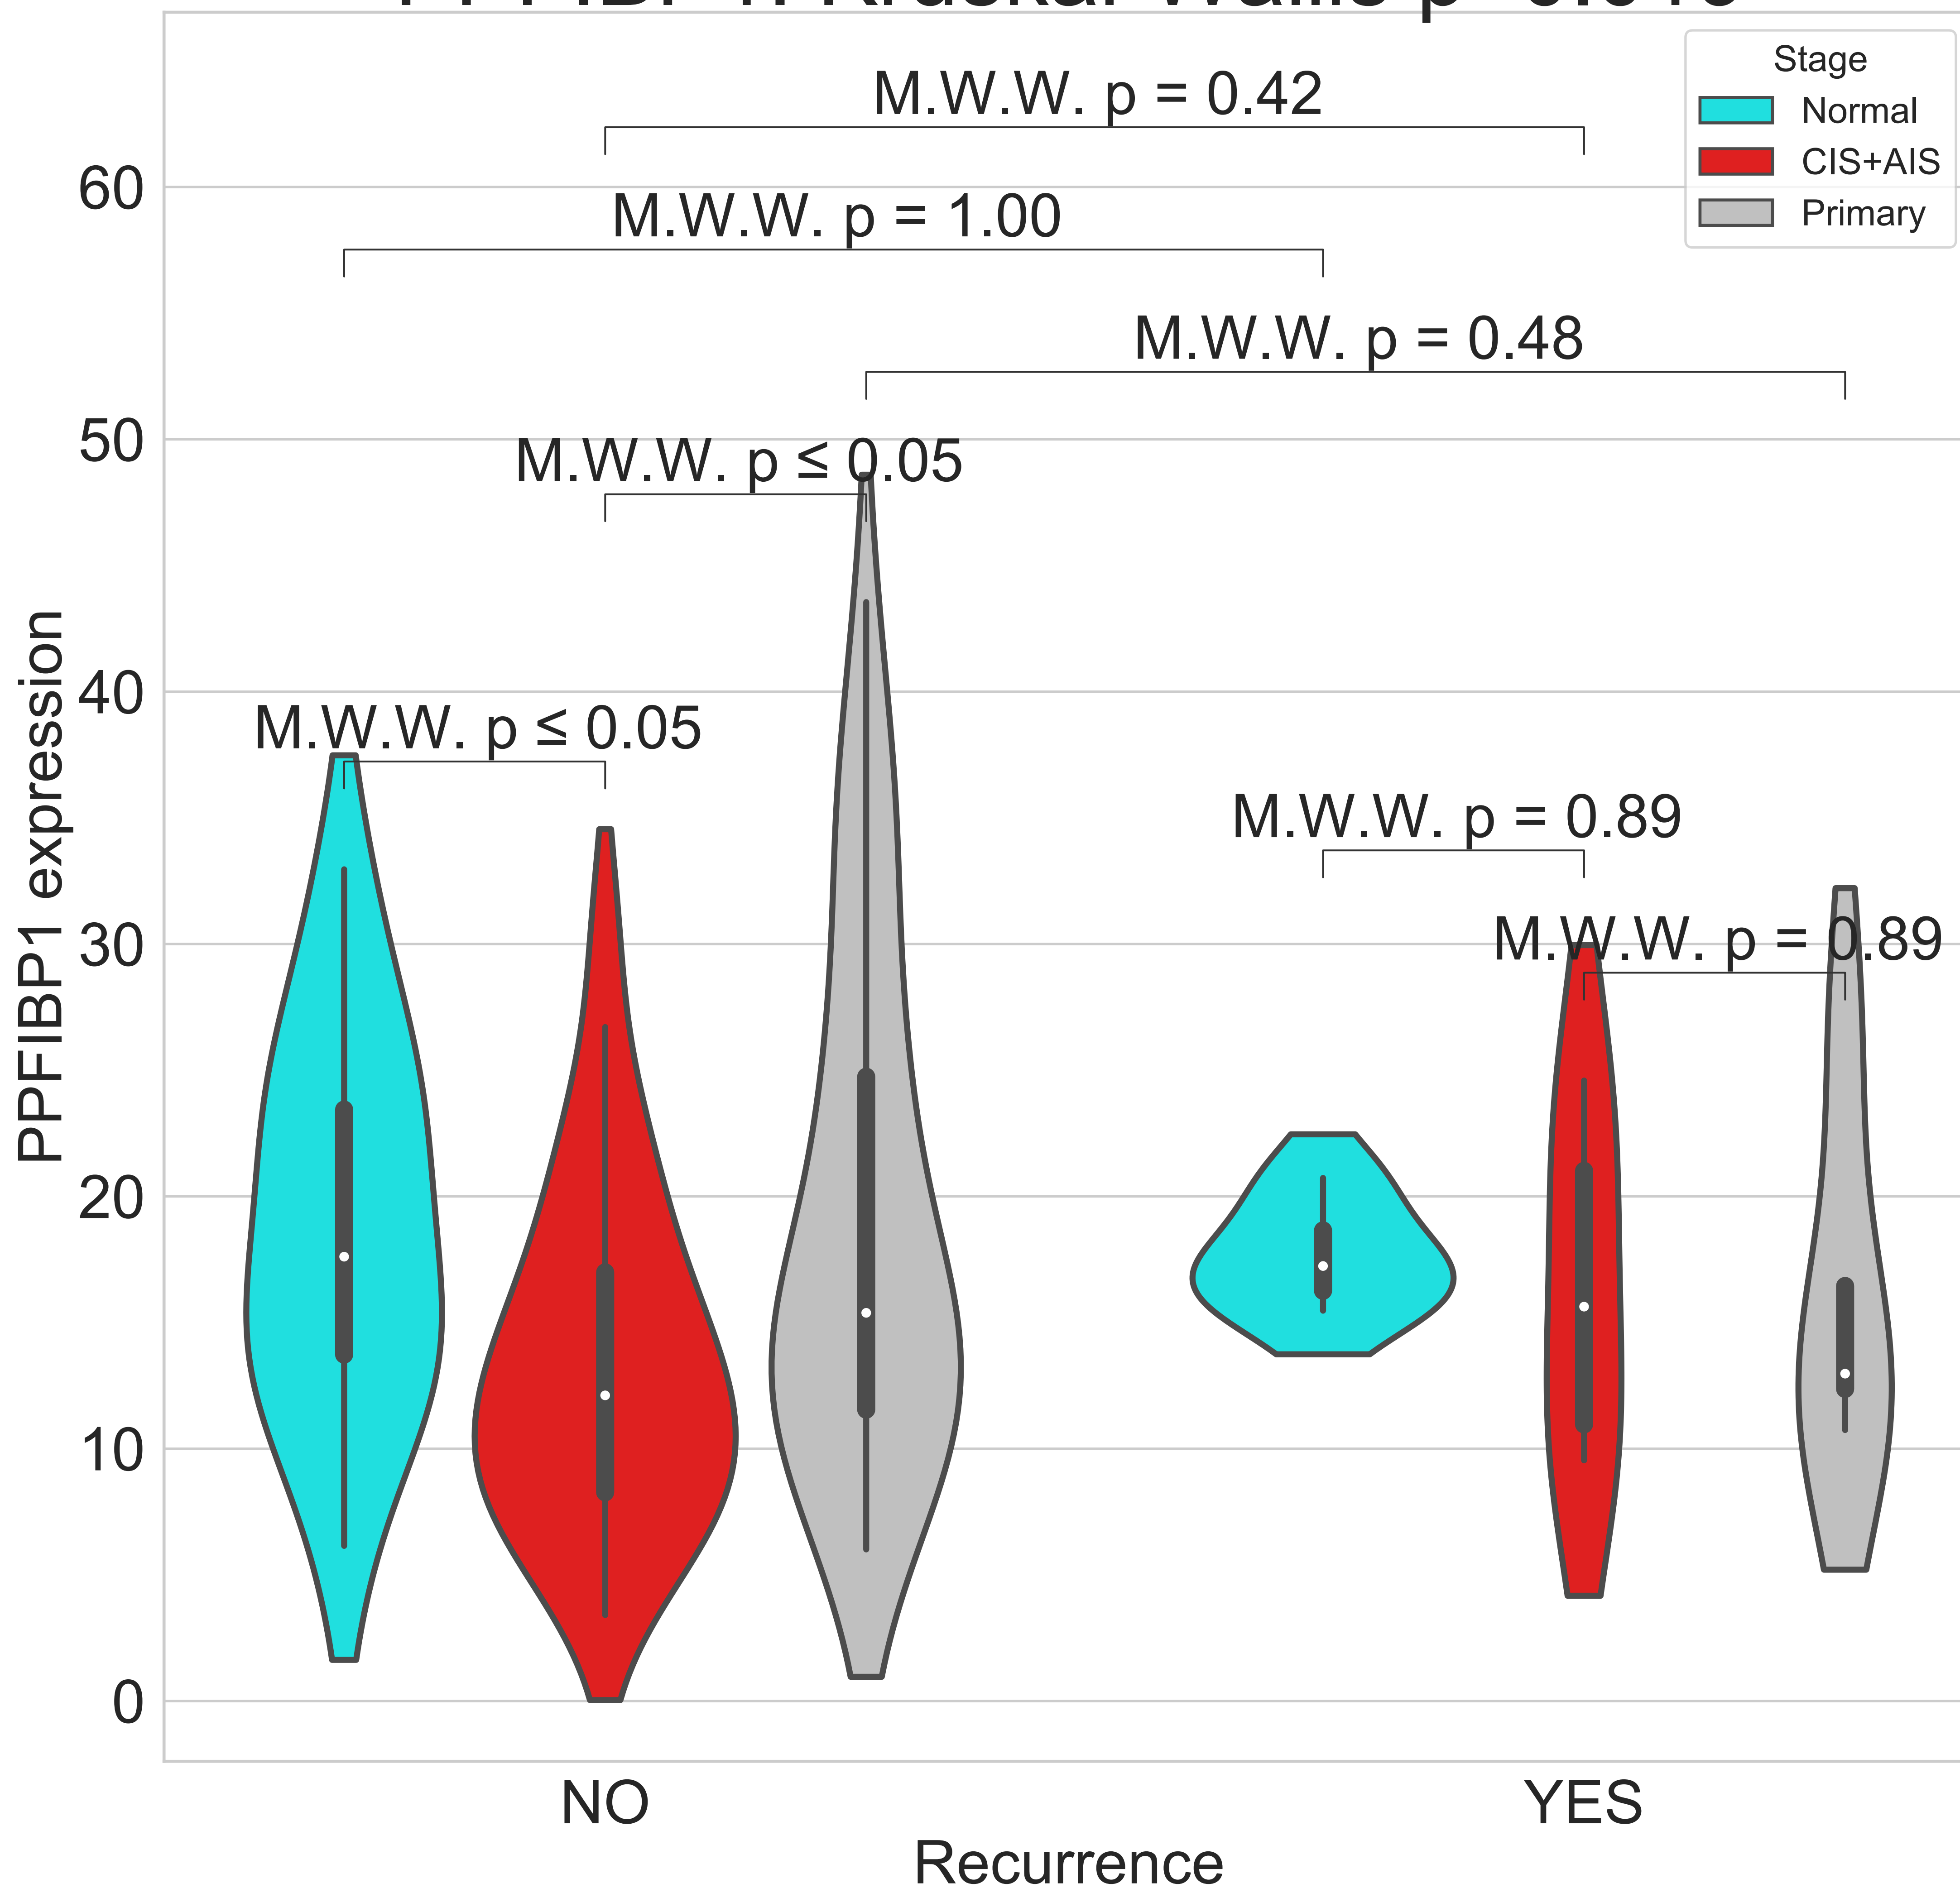 Stage
Normal
CIS+AIS
Primary
M.W.W. p = 0.42
M.W.W. p = 1.00
M.W.W. p = 0.48
M.W.W. p ≤ 0.05
M.W.W. p ≤ 0.05
M.W.W. p = 0.89
M.W.W. p = 0.89
60
50
40
30
20
10
0
PPFIBP1 expression
NO
YES
Recurrence